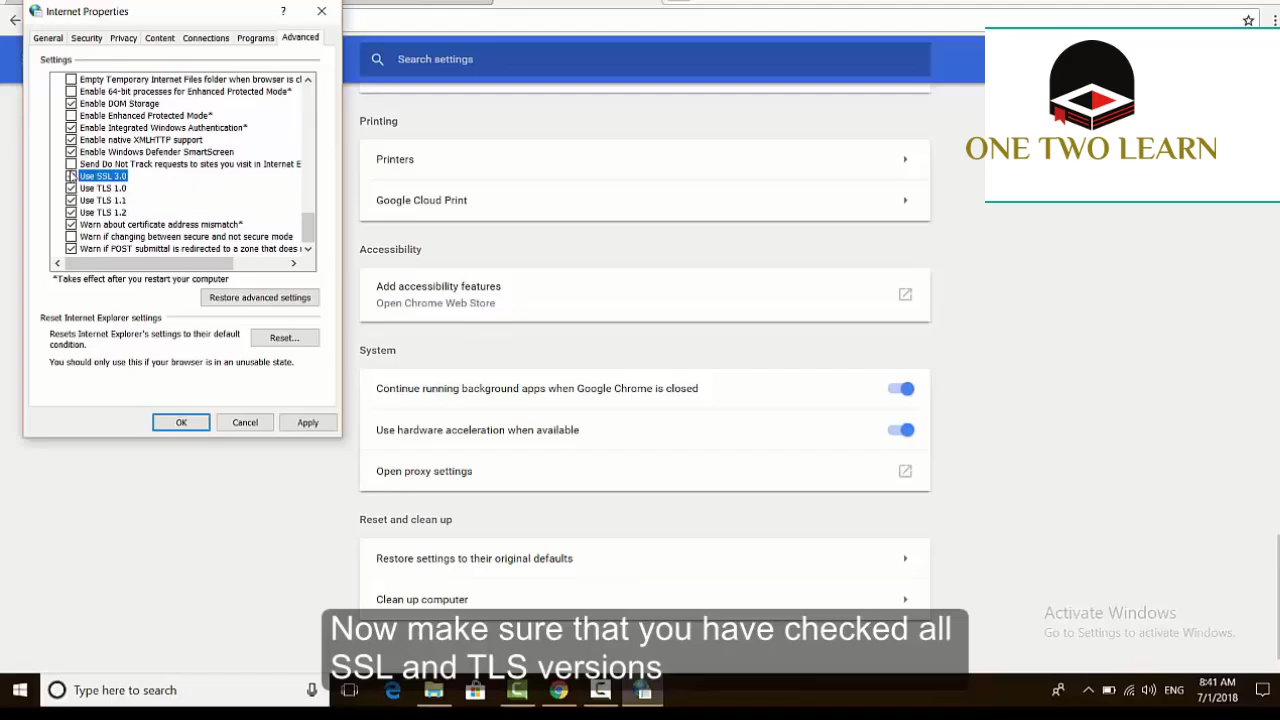 Internet Properties
?
General Security Privacy Content Connections Programs Advanced
Settings
Empty Temporary Internet Files folder when browser is cl
Enable 64-bit processes for Enhanced Protected Mode*
Enable DOM Storage
Enable Enhanced Protected Mode*
Enable Integrated Windows Authentication*
Enable native XMLHTTP support
Enable Windows Defender SmartScreen
Send Do Not Track requests to sites you visit in Internet E
Use SSL 3.0
Use TLS 1.0
Use TLS 1.1
Use TLS 1.2
Warn about certificate address mismatch*
Warn if changing between secure and not secure mode
Warn if POST submittal is redirected to a zone that does
*Takes effect after you restart your computer
Restore advanced settings
Reset Internet Explorer settings
Resets Internet Explorer's settings to their default
condition.
Reset...
You should only use this if your browser is in an unusable state.
OK Cancel Apply
Search settings
Printing
Printers
Google Cloud Print
Accessibility
Add accessibility features
Open Chrome Web Store
System
Continue running background apps when Google Chrome is closed
Use hardware acceleration when available
Open proxy settings
Reset and clean up
Restore settings to their original defaults
Clean up computer
ONE TWO LEARN
Activate Windows
Go to Settings to activate Windows.
Now make sure that you have checked all
SSL and TLS versions
Type here to search
ENG
8:41 AM
7/1/2018